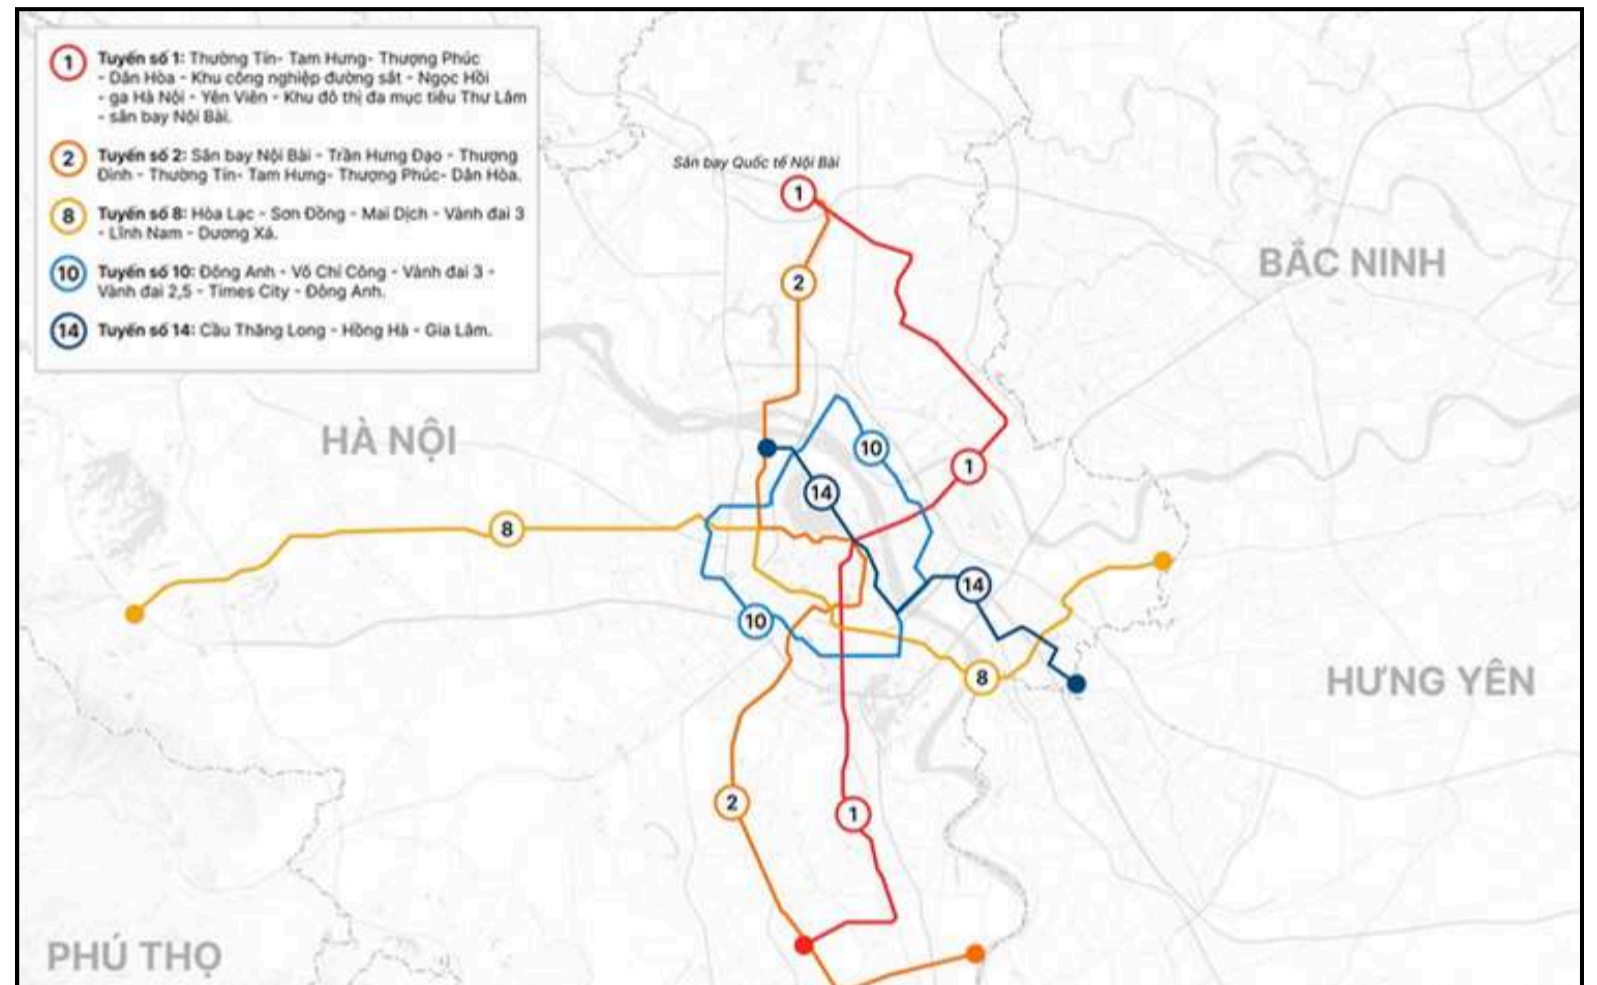 1 Tuyến số 1: Thường Tín- Tam Hưng- Thượng Phúc
- Dân Hòa - Khu công nghiệp đường sắt - Ngọc Hồi
- ga Hà Nội - Yên Viên - Khu đô thị đa mục tiêu Thư Lâm
- sân bay Nội Bài.
2 Tuyến số 2: Sân bay Nội Bài - Trần Hưng Đạo - Thượng
Đình - Thường Tín- Tam Hưng- Thượng Phúc- Dân Hòa.
8 Tuyến số 8: Hòa Lạc - Sơn Đồng - Mai Dịch - Vành đai 3
- Lĩnh Nam - Dương Xá.
10 Tuyến số 10: Đông Anh - Võ Chí Công - Vành đai 3 -
Vành đai 2,5 - Times City - Đông Anh.
14 Tuyến số 14: Cầu Thăng Long - Hồng Hà - Gia Lâm.
Sân bay Quốc tế Nội Bài
1
BẮC NINH
2
HÀ NỘI
10
1
14
8
14
10
8
HƯNG YÊN
2
1
PHÚ THỌ